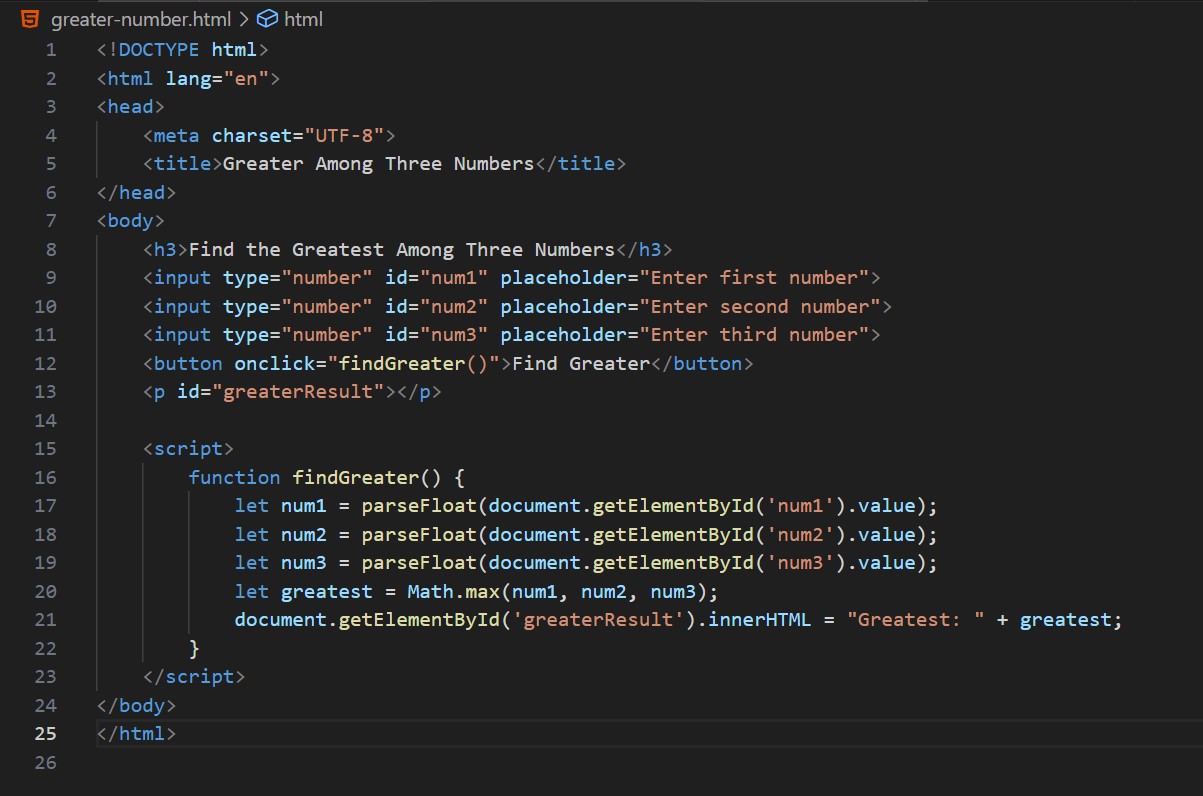 greater-number.html > html
1 <!DOCTYPE html>
2 <html lang="en">
3 <head>
4     <meta charset="UTF-8">
5     <title>Greater Among Three Numbers</title>
6 </head>
7 <body>
8     <h3>Find the Greatest Among Three Numbers</h3>
9     <input type="number" id="num1" placeholder="Enter first number">
10     <input type="number" id="num2" placeholder="Enter second number">
11     <input type="number" id="num3" placeholder="Enter third number">
12     <button onclick="findGreater()">Find Greater</button>
13     <p id="greaterResult"></p>
14
15     <script>
16         function findGreater() {
17             let num1 = parseFloat(document.getElementById('num1').value);
18             let num2 = parseFloat(document.getElementById('num2').value);
19             let num3 = parseFloat(document.getElementById('num3').value);
20             let greatest = Math.max(num1, num2, num3);
21             document.getElementById('greaterResult').innerHTML = "Greatest: " + greatest;
22         }
23     </script>
24 </body>
25 </html>
26